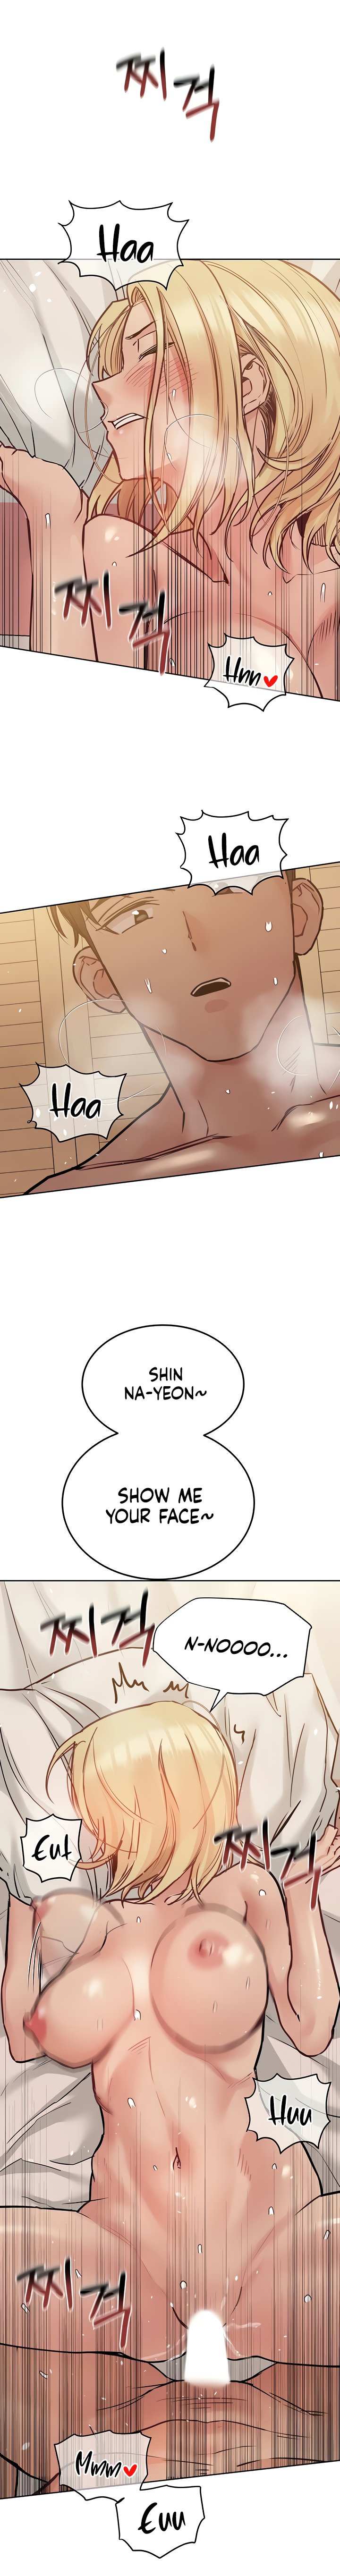 찌걱
Haa
찌걱
Hnn
Haa
Haa
SHIN
NA-YEON~
SHOW ME
YOUR FACE~
찌걱
N-NOOOO...
Eut
찌걱
Huu
찌걱
Mmm
Euu